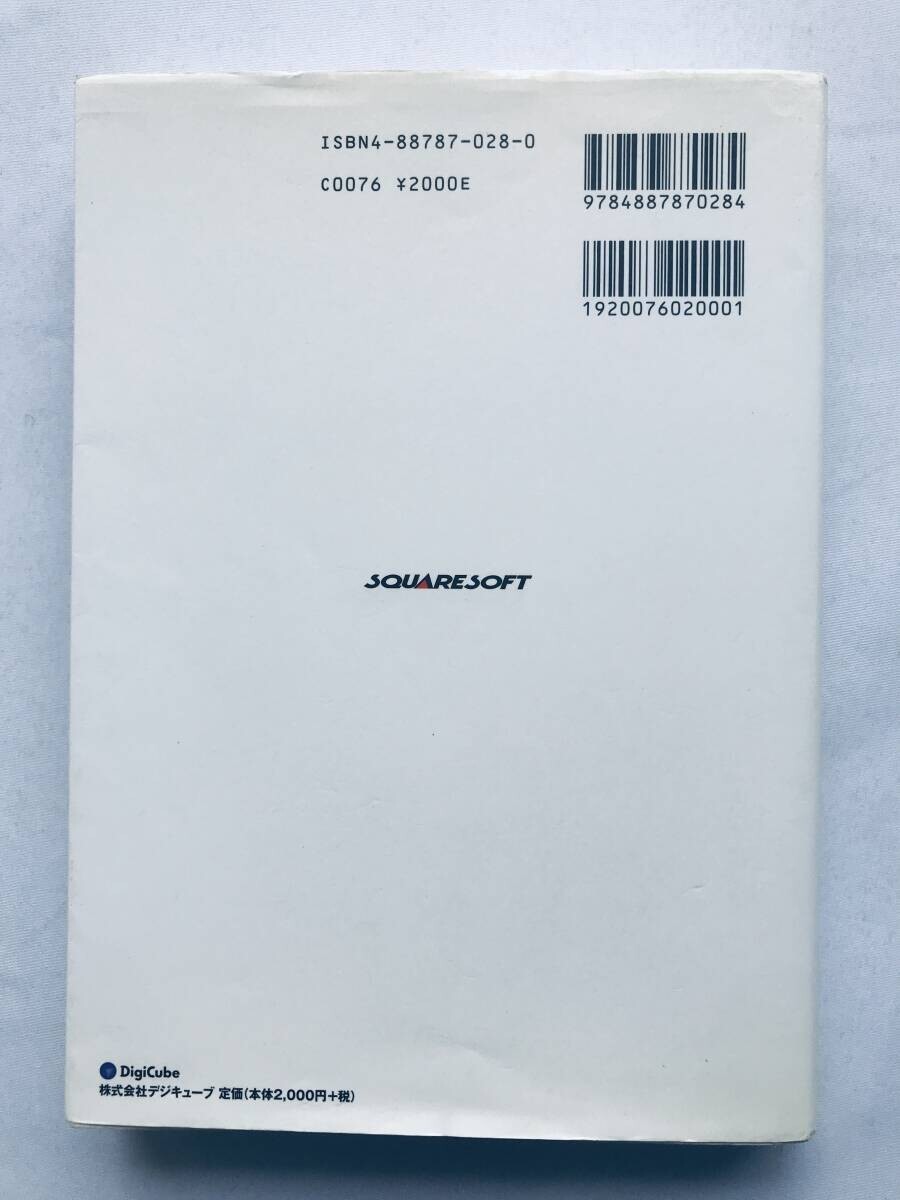 ISBN4-88787-028-0
C0076 ¥2000E
9784887870284
1920076020001
SQUARESOFT
DigiCube
株式会社デジキューブ 定価(本体2,000円+税)